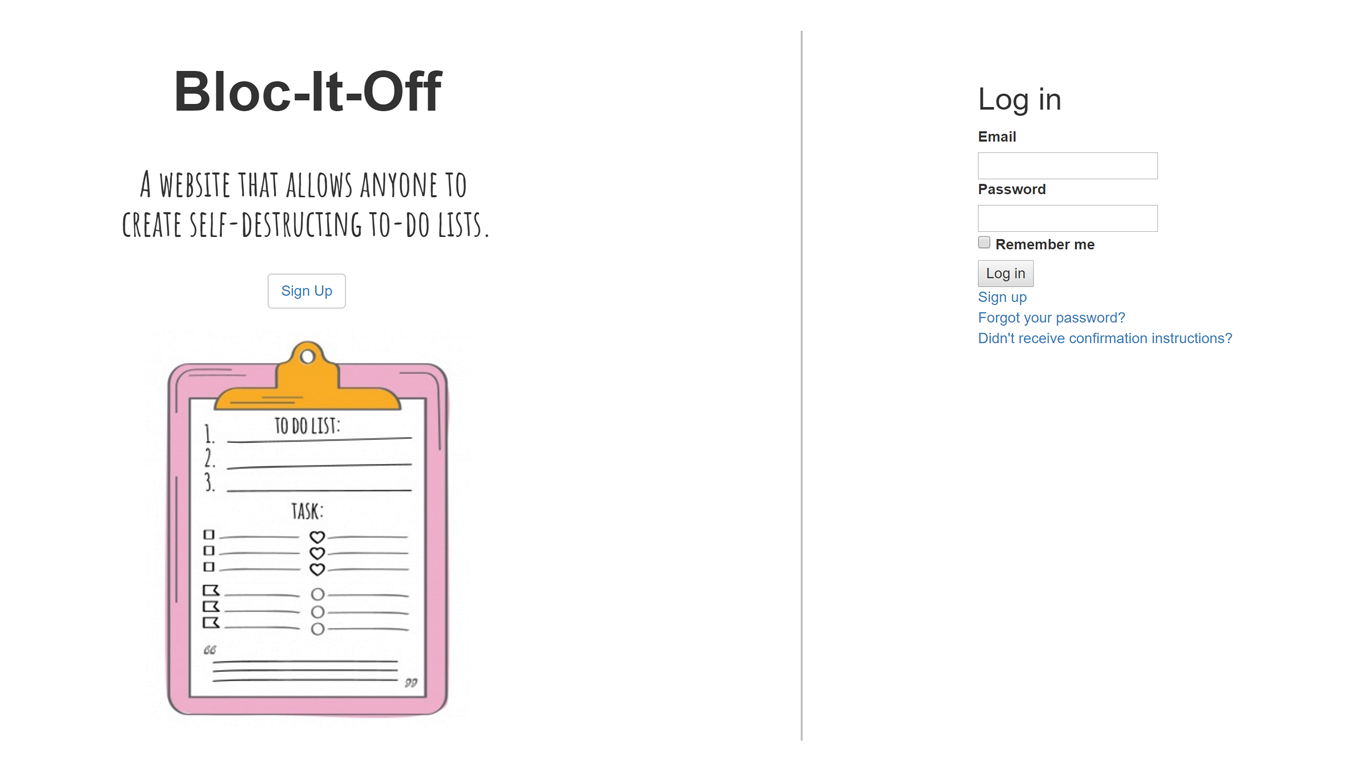 Bloc-It-Off
A WEBSITE THAT ALLOWS ANYONE TO
CREATE SELF-DESTRUCTING TO-DO LISTS.
Sign Up
TO DO LIST:
1.
2.
3.
TASK:
Log in
Email
Password
Remember me
Log in
Sign up
Forgot your password?
Didn't receive confirmation instructions?